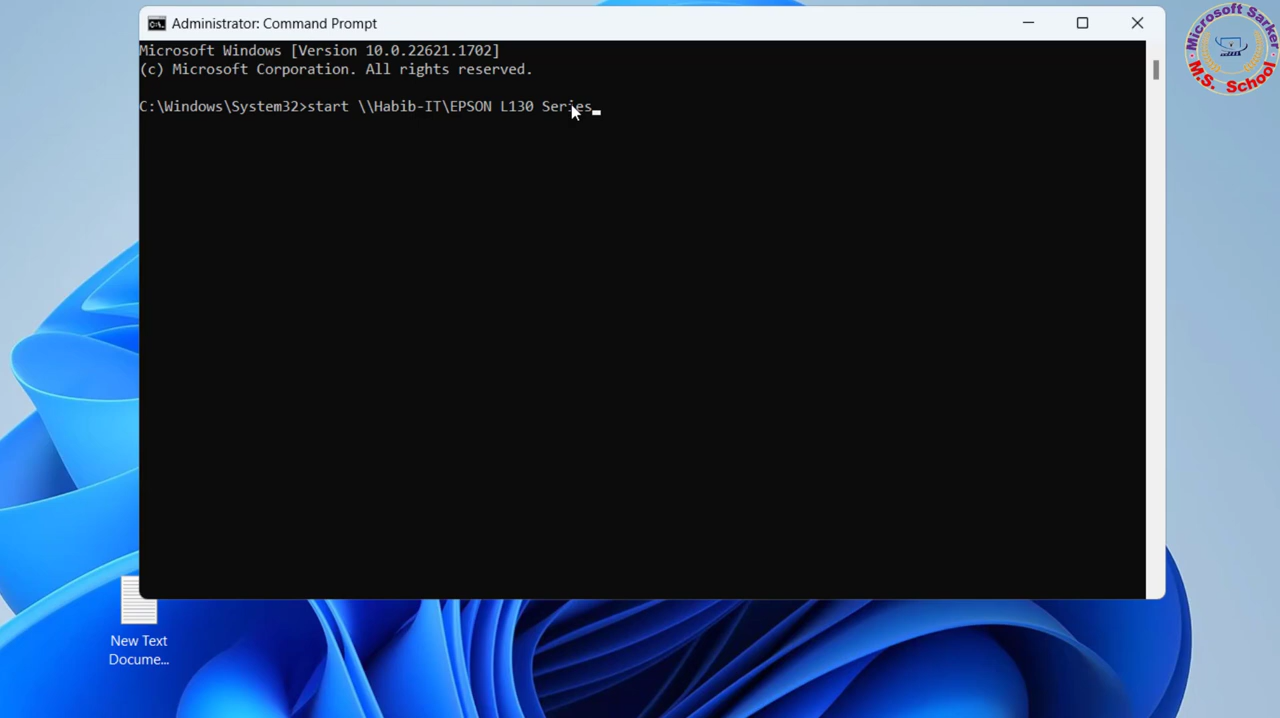 Administrator: Command Prompt
Microsoft Windows [Version 10.0.22621.1702]
(c) Microsoft Corporation. All rights reserved.
C:\Windows\System32>start \\Habib-IT\EPSON L130 Series
Microsoft Sarker
M.S. School
New Text
Docume...